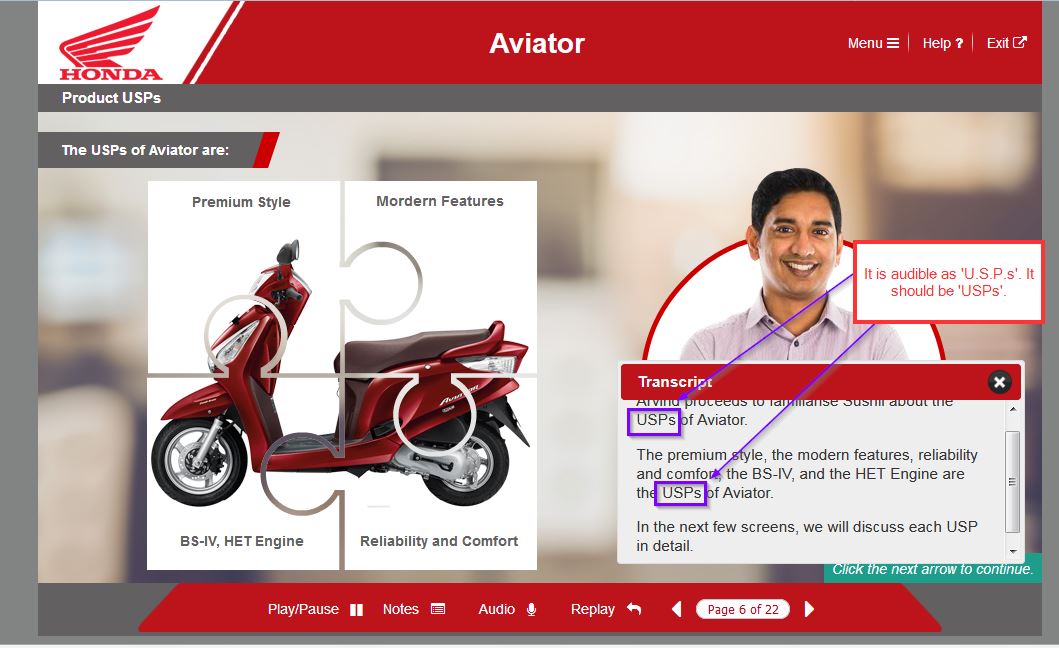 HONDA
Aviator
Menu
Help ?
Exit
Product USPs
The USPs of Aviator are:
Premium Style
Mordern Features
BS-IV, HET Engine
Reliability and Comfort
Aviator
It is audible as 'U.S.P.s'. It
should be 'USPs'.
Transcript
Arvind proceeds to familiarise Sushil about the
USPs of Aviator.
The premium style, the modern features, reliability
and comfort, the BS-IV, and the HET Engine are
the USPs of Aviator.
In the next few screens, we will discuss each USP
in detail.
Click the next arrow to continue.
Play/Pause
Notes
Audio
Replay
Page 6 of 22